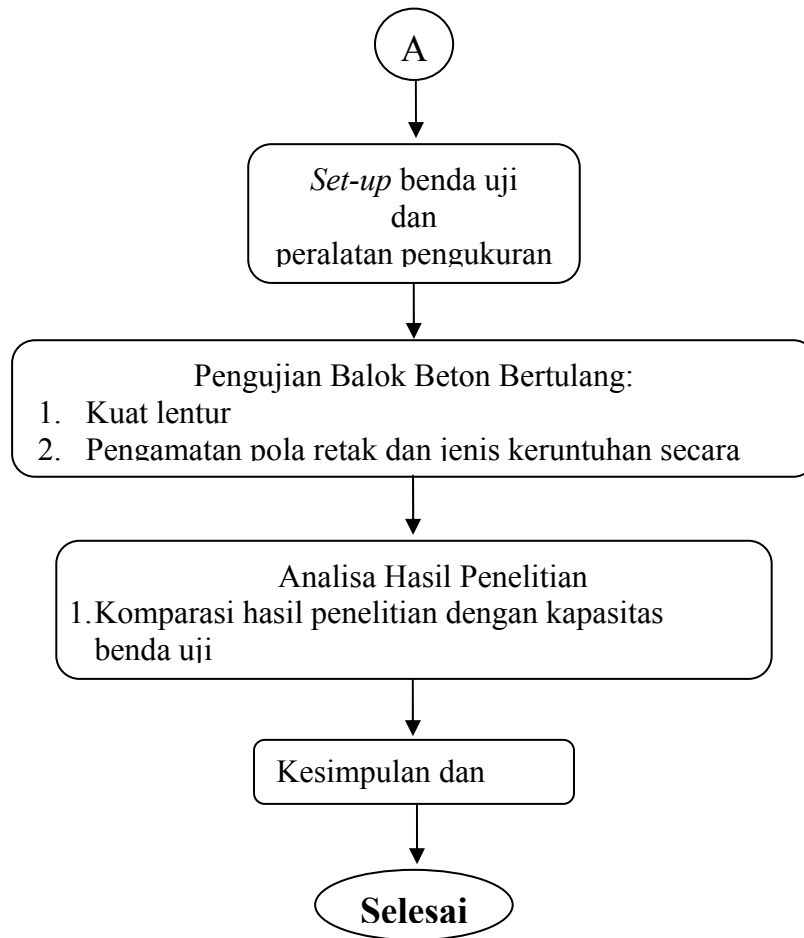 A
Set-up benda uji
dan
peralatan pengukuran
Pengujian Balok Beton Bertulang:
1. Kuat lentur
2. Pengamatan pola retak dan jenis keruntuhan secara
Analisa Hasil Penelitian
1. Komparasi hasil penelitian dengan kapasitas
benda uji
Kesimpulan dan
Selesai